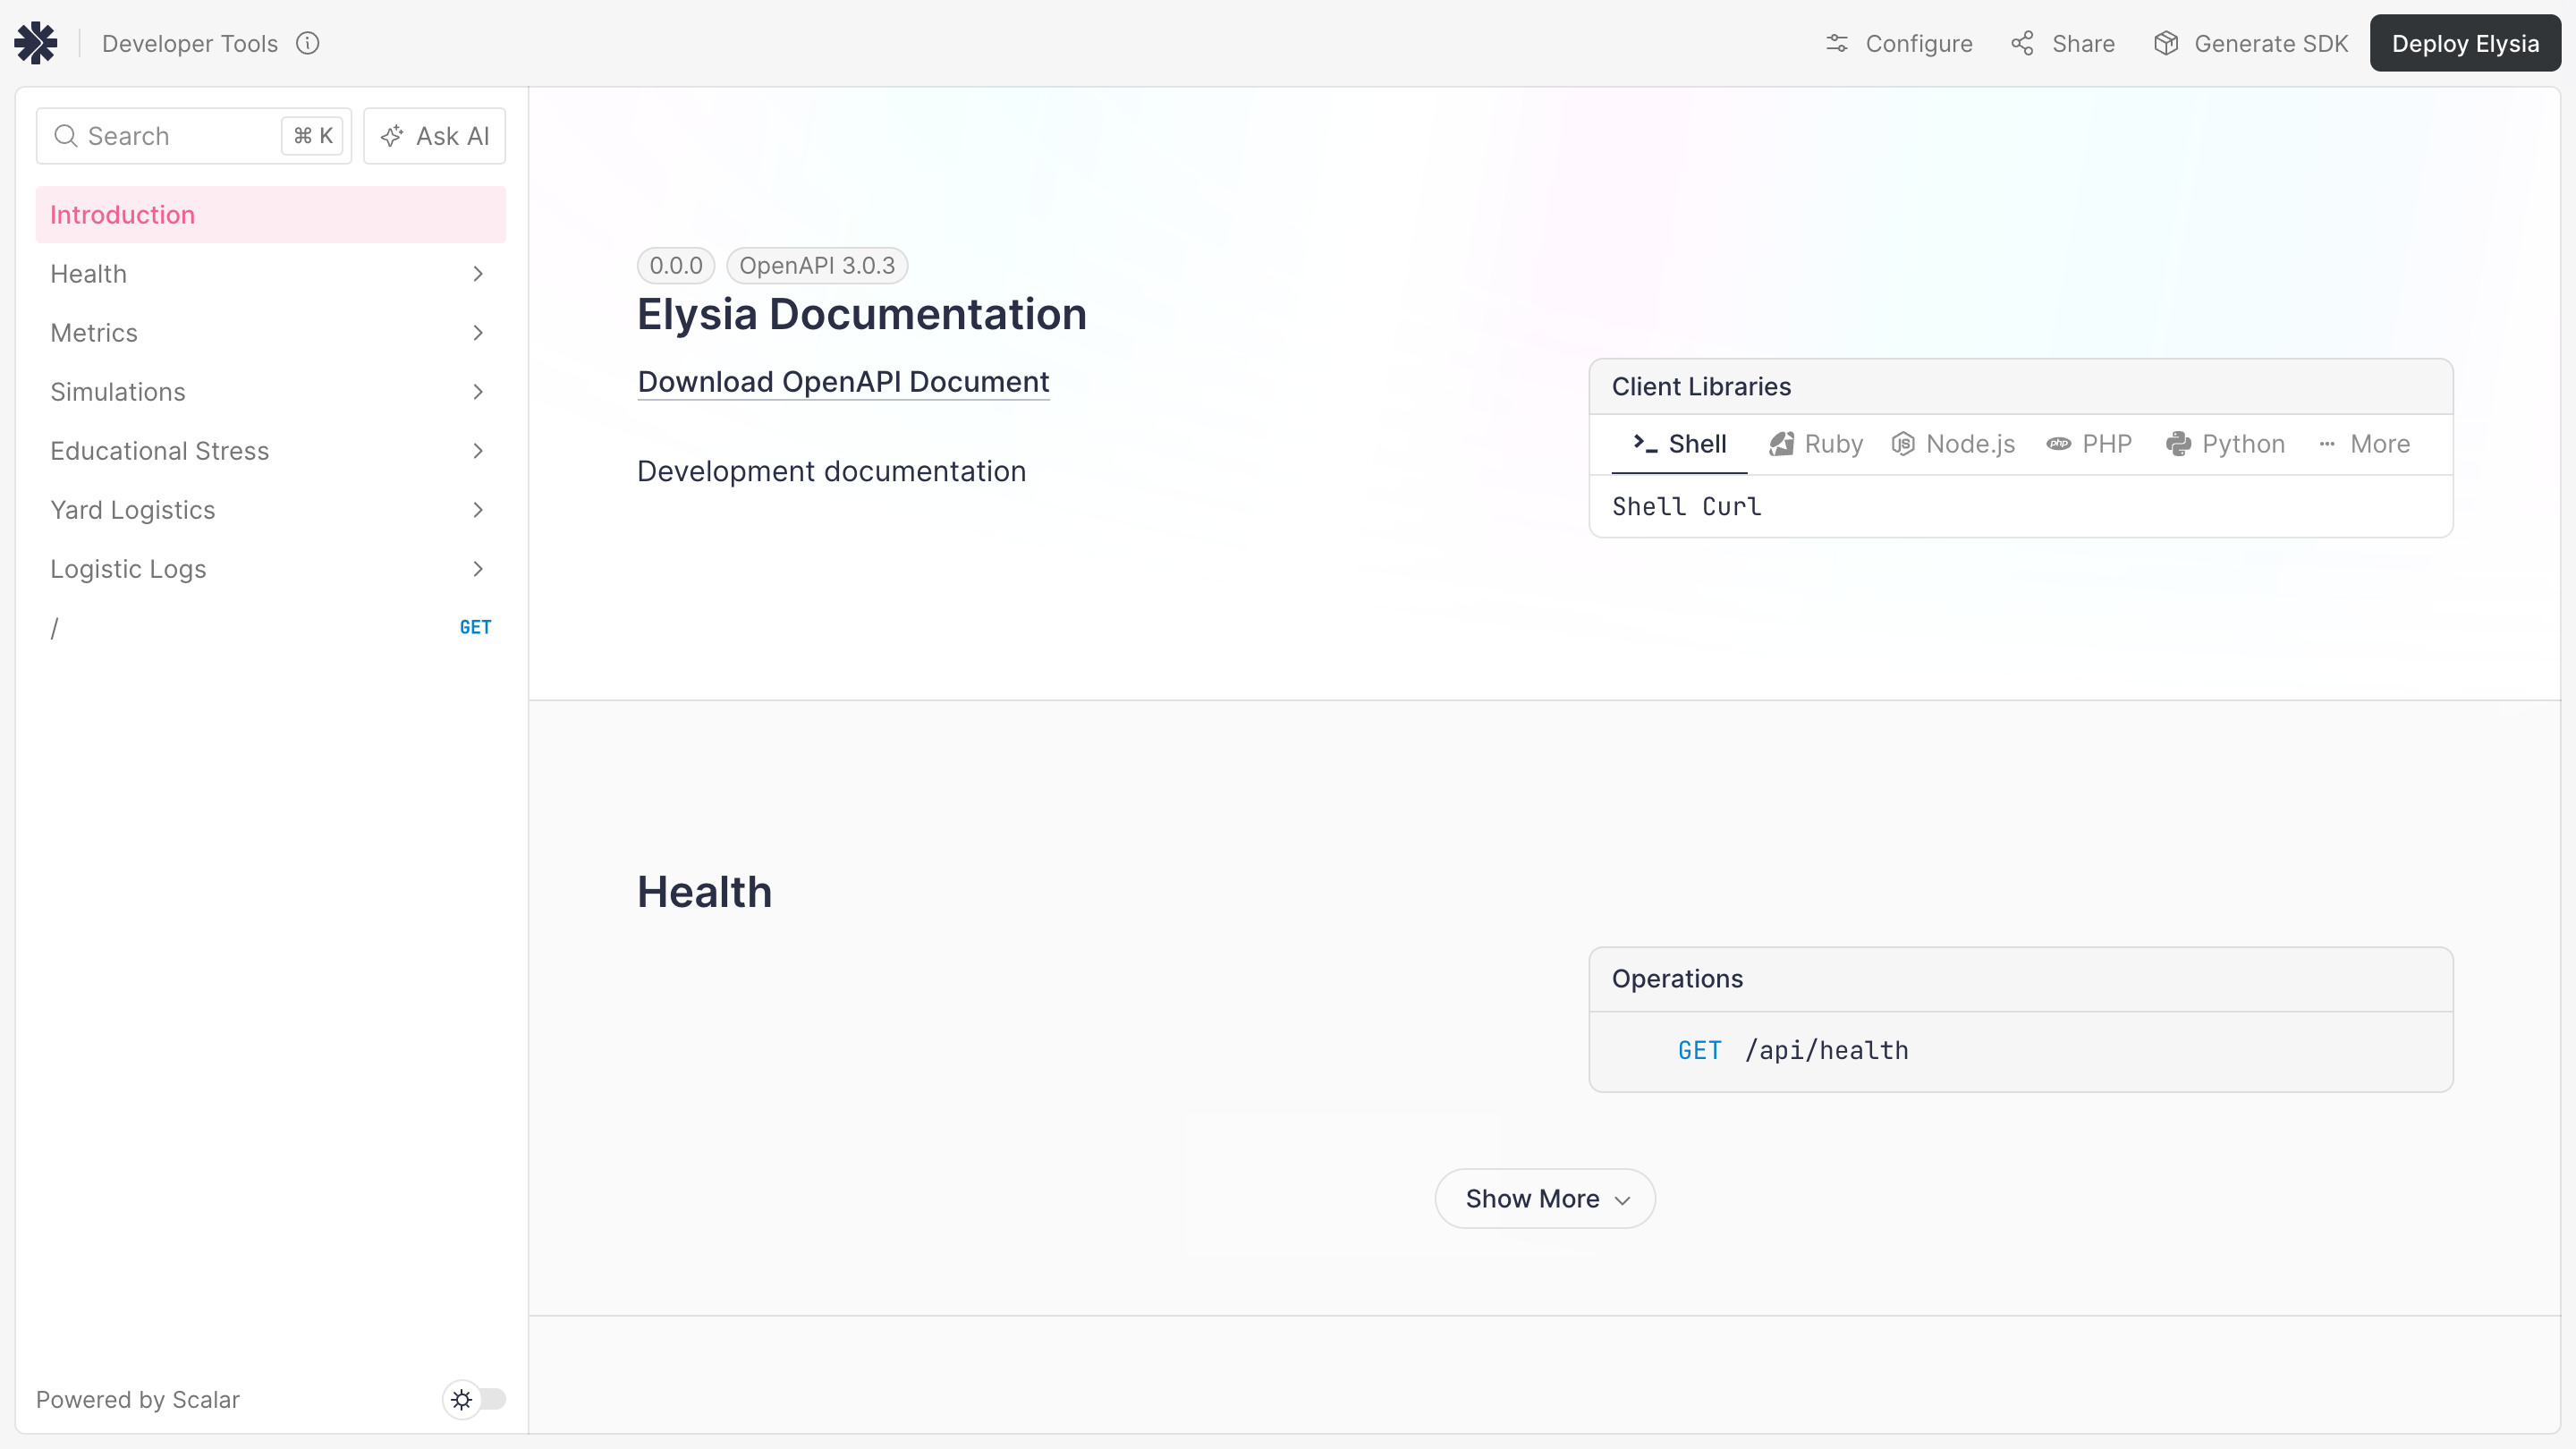 Developer Tools
Configure
Share
Generate SDK
Deploy Elysia
Search
⌘ K
Ask AI
Introduction
Health
Metrics
Simulations
Educational Stress
Yard Logistics
Logistic Logs
/ GET
Powered by Scalar
0.0.0 OpenAPI 3.0.3
Elysia Documentation
Download OpenAPI Document
Development documentation
Client Libraries
Shell Ruby Node.js PHP Python More
Shell Curl
Health
Operations
GET /api/health
Show More